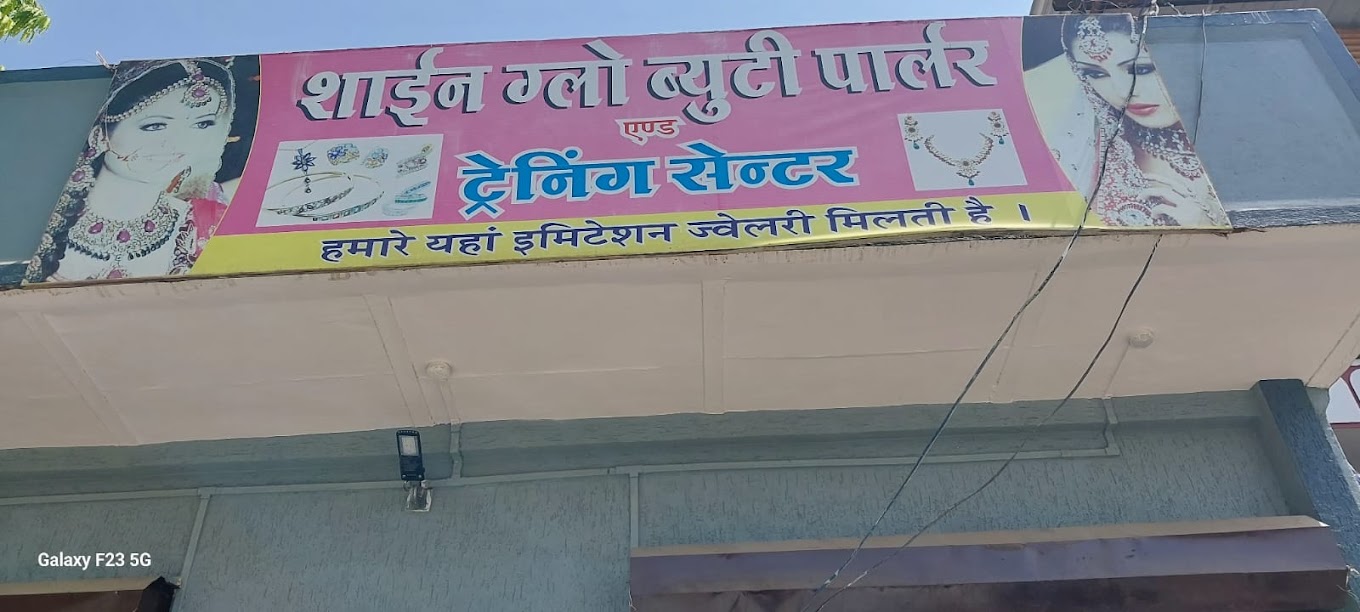 शाईन ग्लो ब्युटी पार्लर
एण्ड
ट्रेनिंग सेन्टर
हमारे यहां इमिटेशन ज्वेलरी मिलती है ।
Galaxy F23 5G